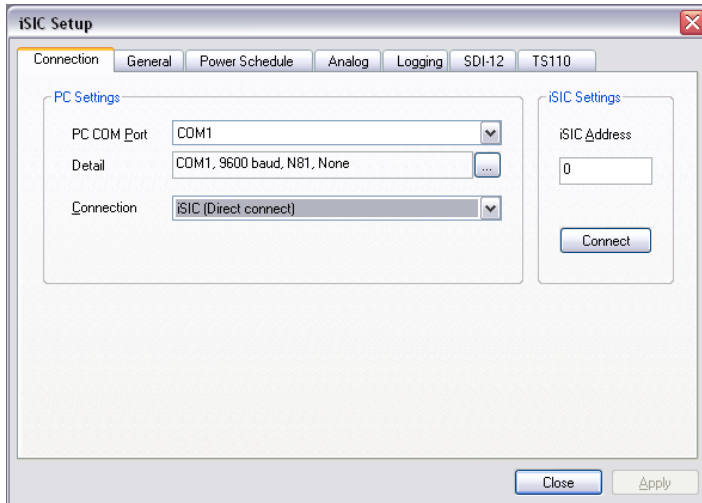 iSIC Setup
Connection General Power Schedule Analog Logging SDI-12 TS110
PC Settings
PC COM Port COM1
Detail COM1, 9600 baud, N81, None ...
Connection iSIC (Direct connect)
iSIC Settings
iSIC Address
0
Connect
Close Apply